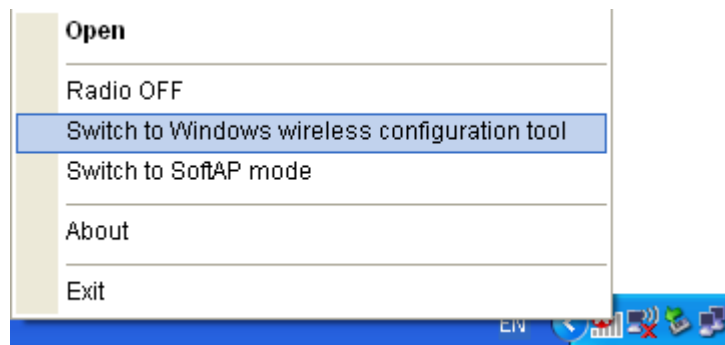 Open
Radio OFF
Switch to Windows wireless configuration tool
Switch to SoftAP mode
About
Exit
EN